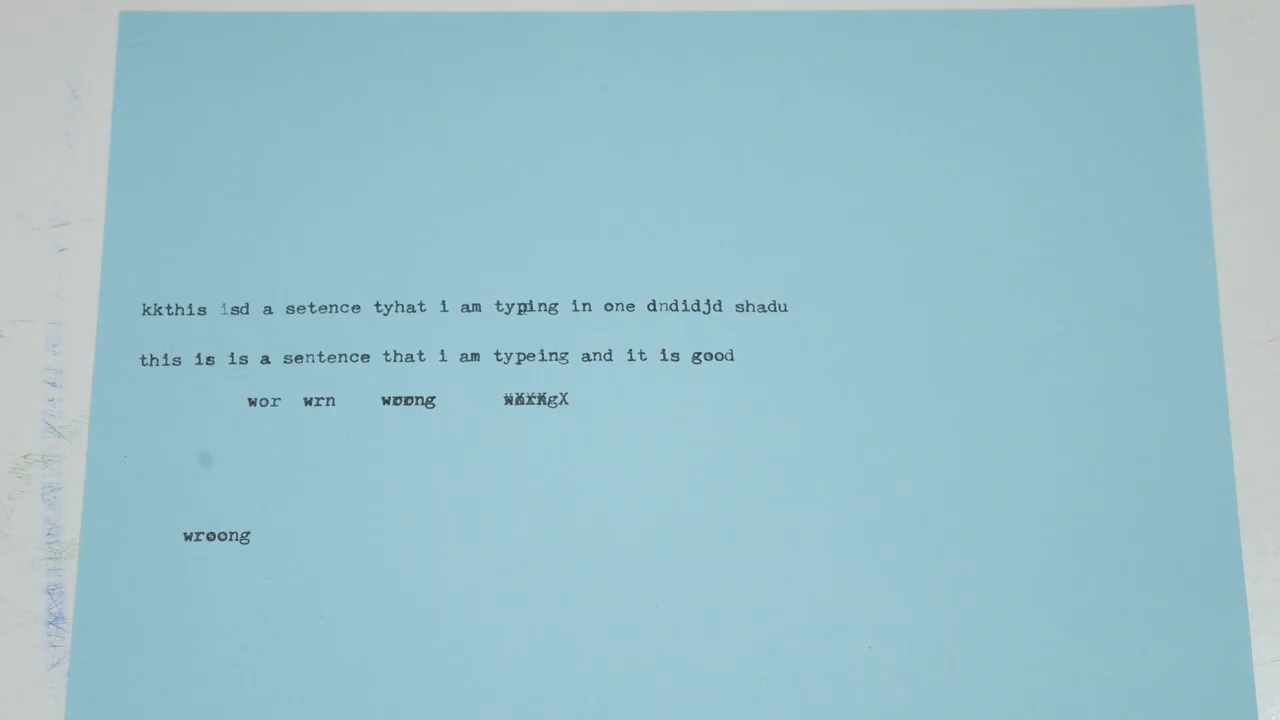 kkthis isd a setence tyhat i am typing in one dndidjd shadu
this is is a sentence that i am typeing and it is good
wor wrn
wroong